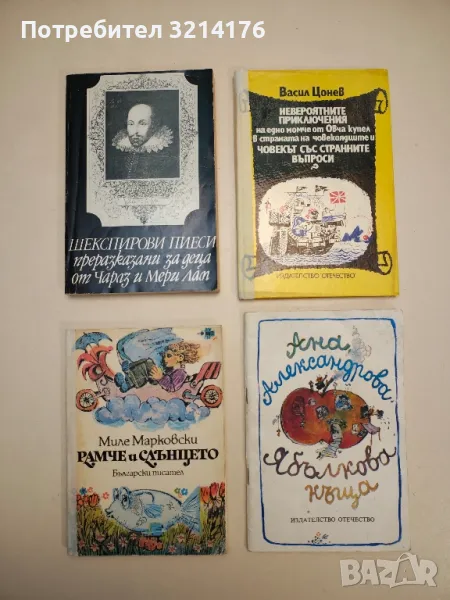 Потребител 3214176
ШЕКСПИРОВИ ПИЕСИ
преразказани за деца
от Чарлз и Мери Лам
Васил Цонев
НЕВЕРОЯТНИТЕ
ПРИКЛЮЧЕНИЯ
на едно момче от Овча купел
в страната на човекоядците и
ЧОВЕКЪТ СЪС СТРАННИТЕ
ВЪПРОСИ
ИЗДАТЕЛСТВО ОТЕЧЕСТВО
Миле Марковски
РАМЧЕ и СЛЪНЦЕТО
Български писател
Ана
Александрова
Ябълкова
къща
ИЗДАТЕЛСТВО ОТЕЧЕСТВО
bazar